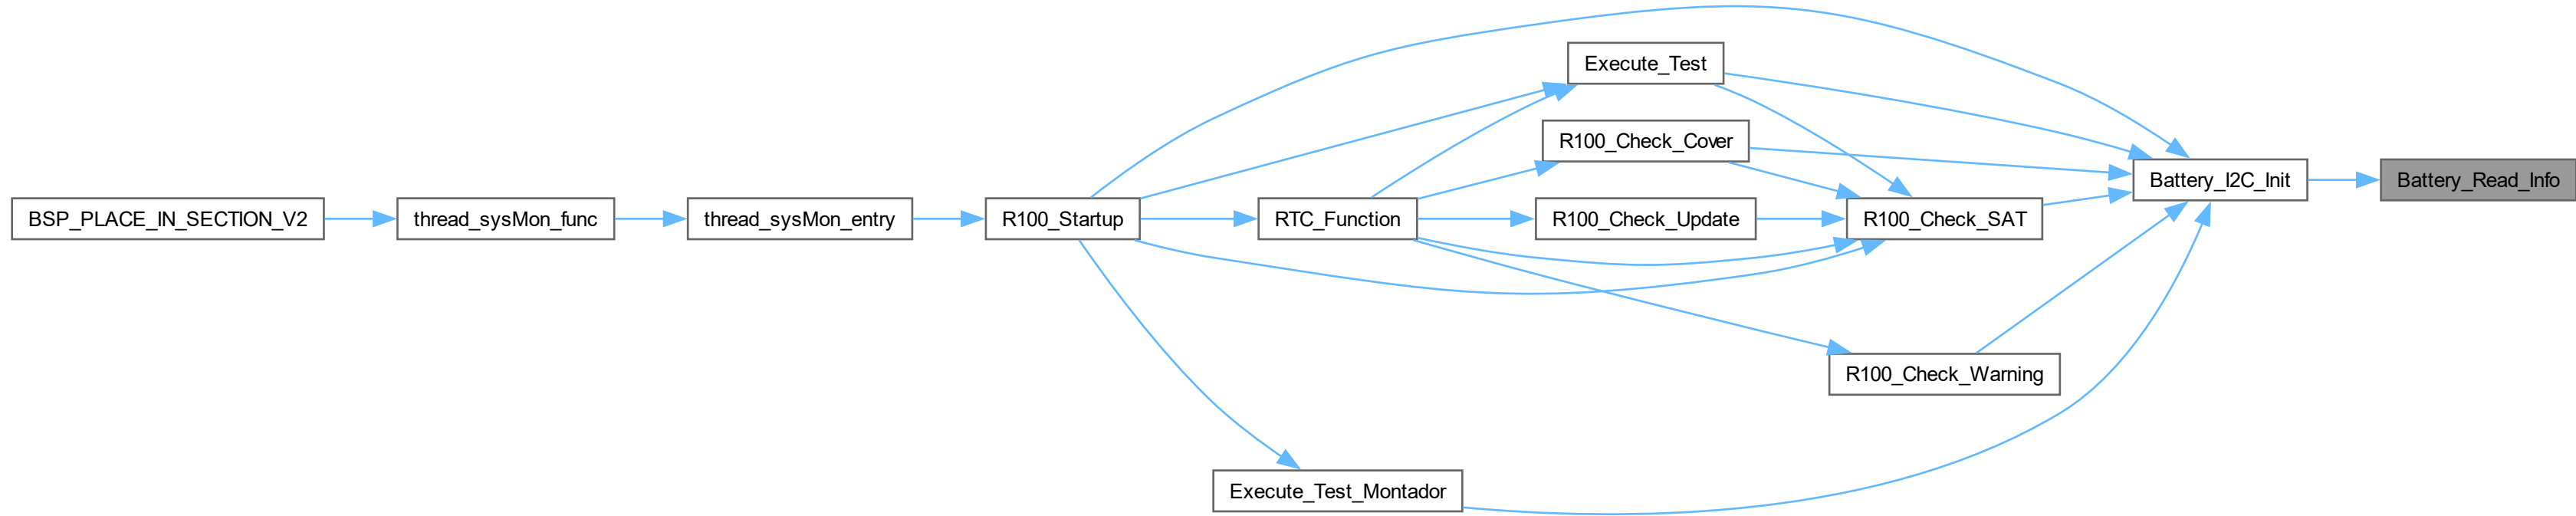 Execute_Test
R100_Check_Cover
Battery_I2C_Init
Battery_Read_Info
BSP_PLACE_IN_SECTION_V2
thread_sysMon_func
thread_sysMon_entry
R100_Startup
RTC_Function
R100_Check_Update
R100_Check_SAT
R100_Check_Warning
Execute_Test_Montador